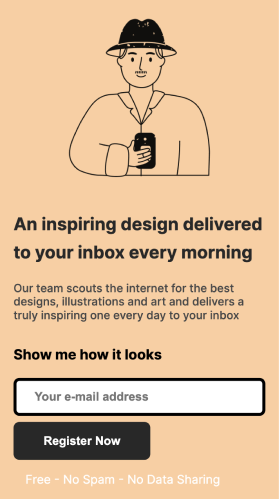 An inspiring design delivered
to your inbox every morning
Our team scouts the internet for the best
designs, illustrations and art and delivers a
truly inspiring one every day to your inbox
Show me how it looks
Your e-mail address
Register Now
Free - No Spam - No Data Sharing